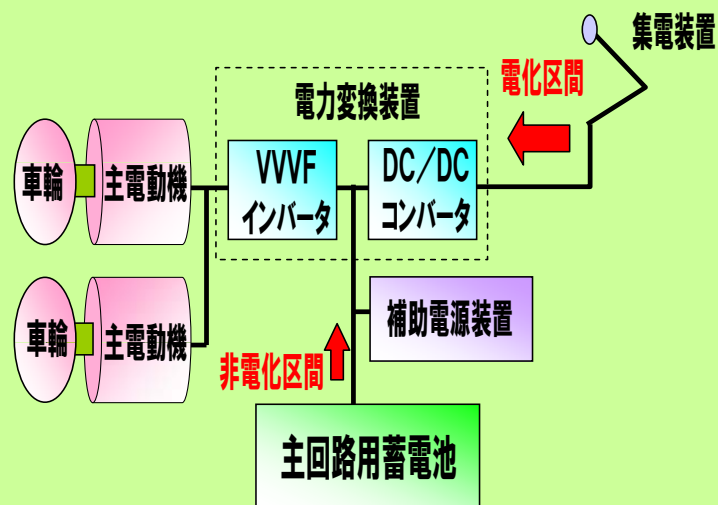 集電装置
電化区間
電力変換装置
VVVF
インバータ
DC／DC
コンバータ
車輪
主電動機
車輪
主電動機
補助電源装置
非電化区間
主回路用蓄電池